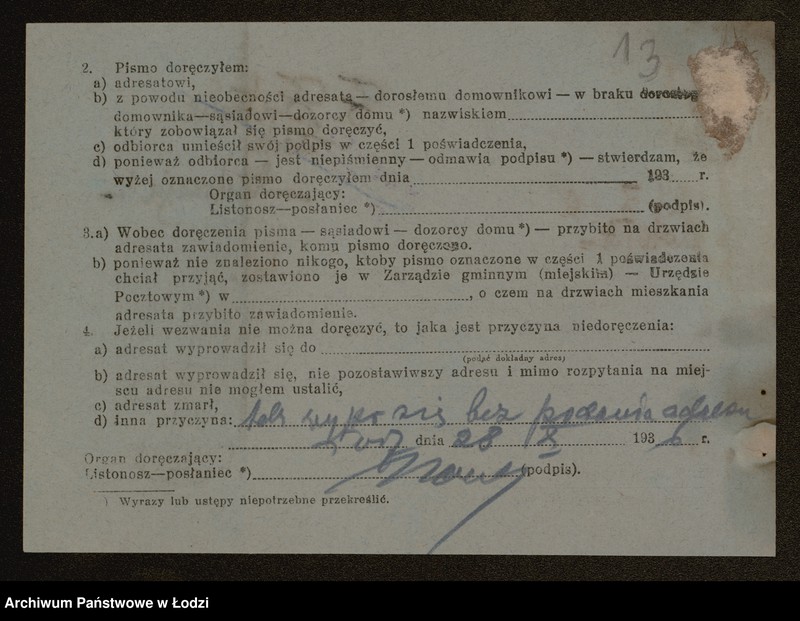 13
2. Pismo doręczyłem:
a) adresatowi,
b) z powodu nieobecności adresata — dorosłemu domownikowi — w braku
domownika—sąsiadowi—dozorcy domu *) nazwiskiem
który zobowiązał się pismo doręczyć,
c) odbiorca umieścił swój podpis w części 1 poświadczenia,
d) ponieważ odbiorca — jest niepiśmienny — odmawia podpisu *) — stwierdzam, że
wyżej oznaczone pismo doręczyłem dnia 193 r.
Organ doręczający:
Listonosz—posłaniec *) (podpis).
3.a) Wobec doręczenia pisma — sąsiadowi — dozorcy domu *) — przybito na drzwiach
adresata zawiadomienie, komu pismo doręczono.
b) ponieważ nie znaleziono nikogo, ktoby pismo oznaczone w części 1 poświadczenia
chciał przyjąć, zostawiono je w Zarządzie gminnym (miejskim) — Urzędzie
Pocztowym *) w , o czem na drzwiach mieszkania
adresata przybito zawiadomienie.
4. Jeżeli wezwania nie można doręczyć, to jaka jest przyczyna niedoręczenia:
a) adresat wyprowadził się do
(podać dokładny adres)
b) adresat wyprowadził się, nie pozostawiwszy adresu i mimo rozpytania na miej-
scu adresu nie mogłem ustalić,
c) adresat zmarł,
d) inna przyczyna: się bez podania adresu
dnia 28 X 1936 r.
Organ doręczający:
Listonosz—posłaniec *) (podpis).
) Wyrazy lub ustępy niepotrzebne przekreślić.
Archiwum Państwowe w Łodzi